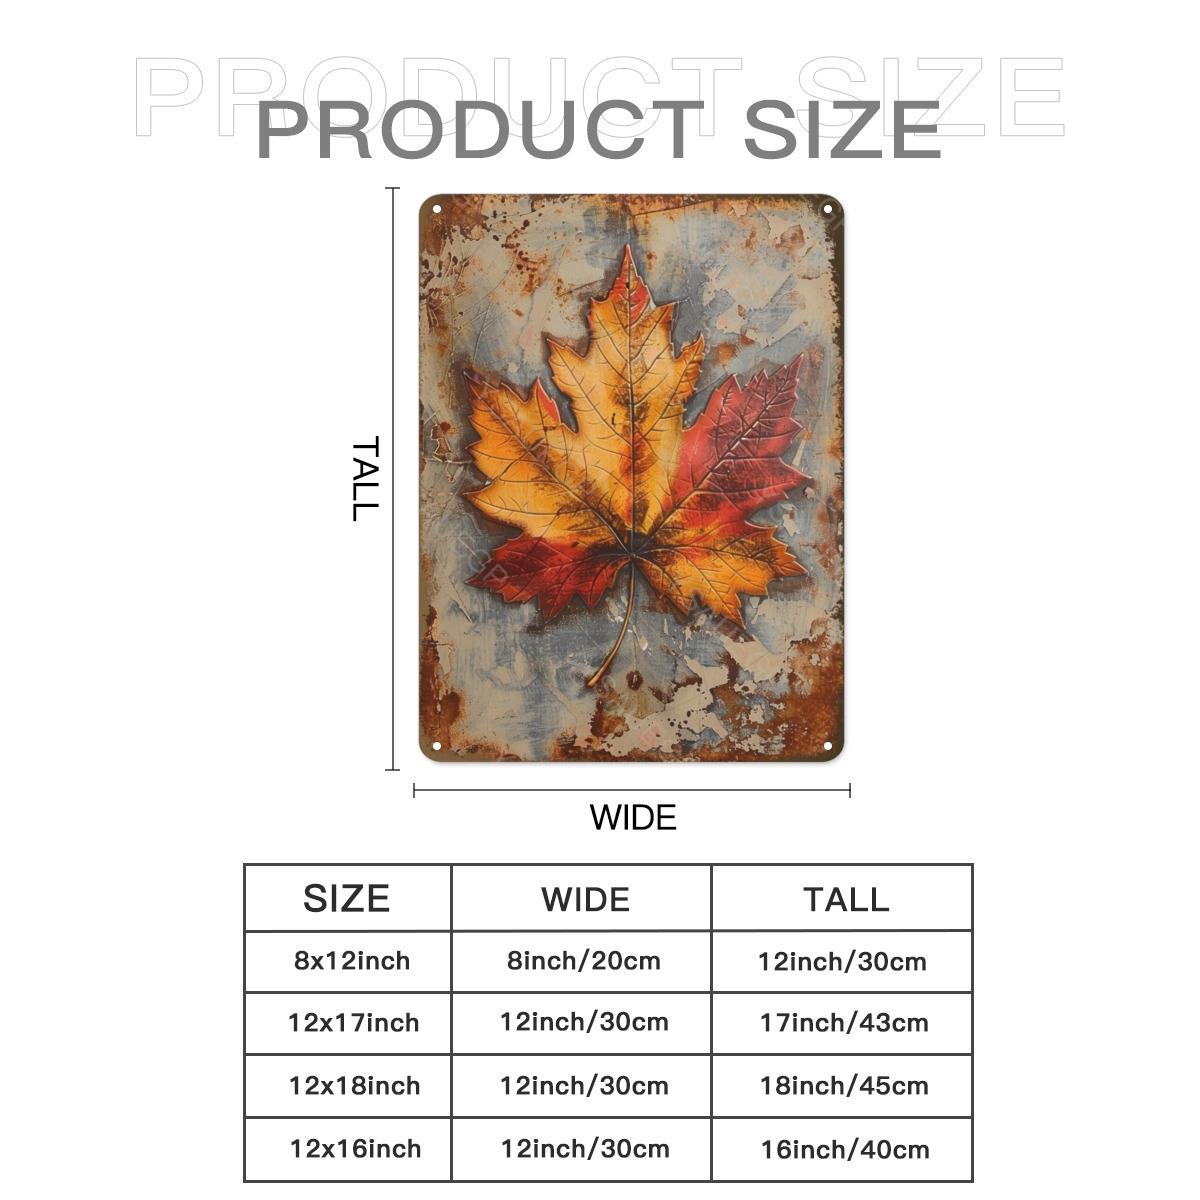 PRODUCT SIZE
PRODUCT SIZE
TALL
WIDE
SIZE WIDE TALL
8x12inch 8inch/20cm 12inch/30cm
12x17inch 12inch/30cm 17inch/43cm
12x18inch 12inch/30cm 18inch/45cm
12x16inch 12inch/30cm 16inch/40cm